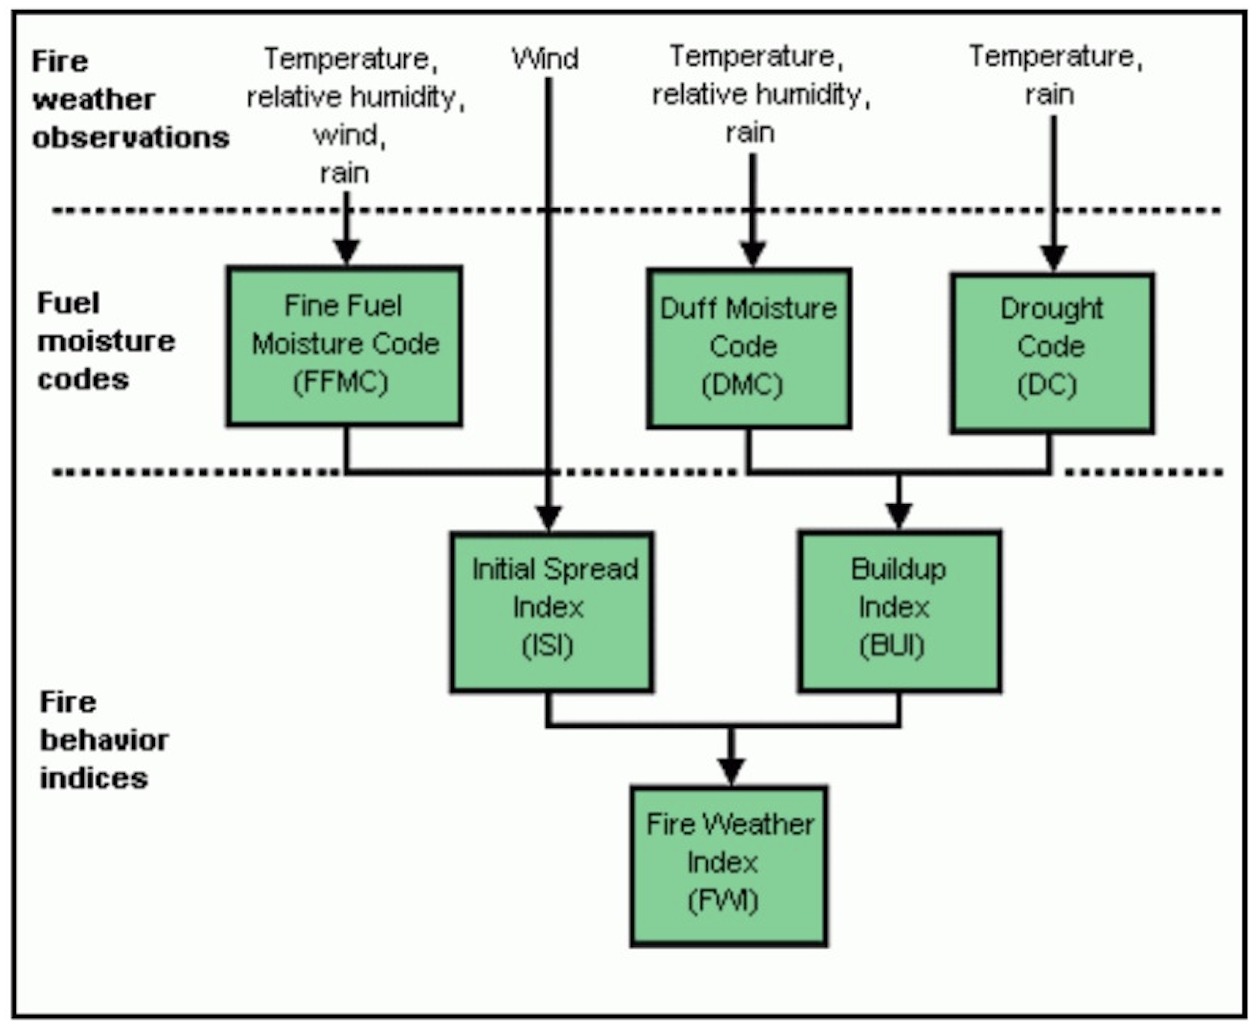 Fire
weather
observations
Temperature,
relative humidity,
wind,
rain
Wind
Temperature,
relative humidity,
rain
Temperature,
rain
Fuel
moisture
codes
Fine Fuel
Moisture Code
(FFMC)
Duff Moisture
Code
(DMC)
Drought
Code
(DC)
Fire
behavior
indices
Initial Spread
Index
(ISI)
Buildup
Index
(BUI)
Fire Weather
Index
(FWI)